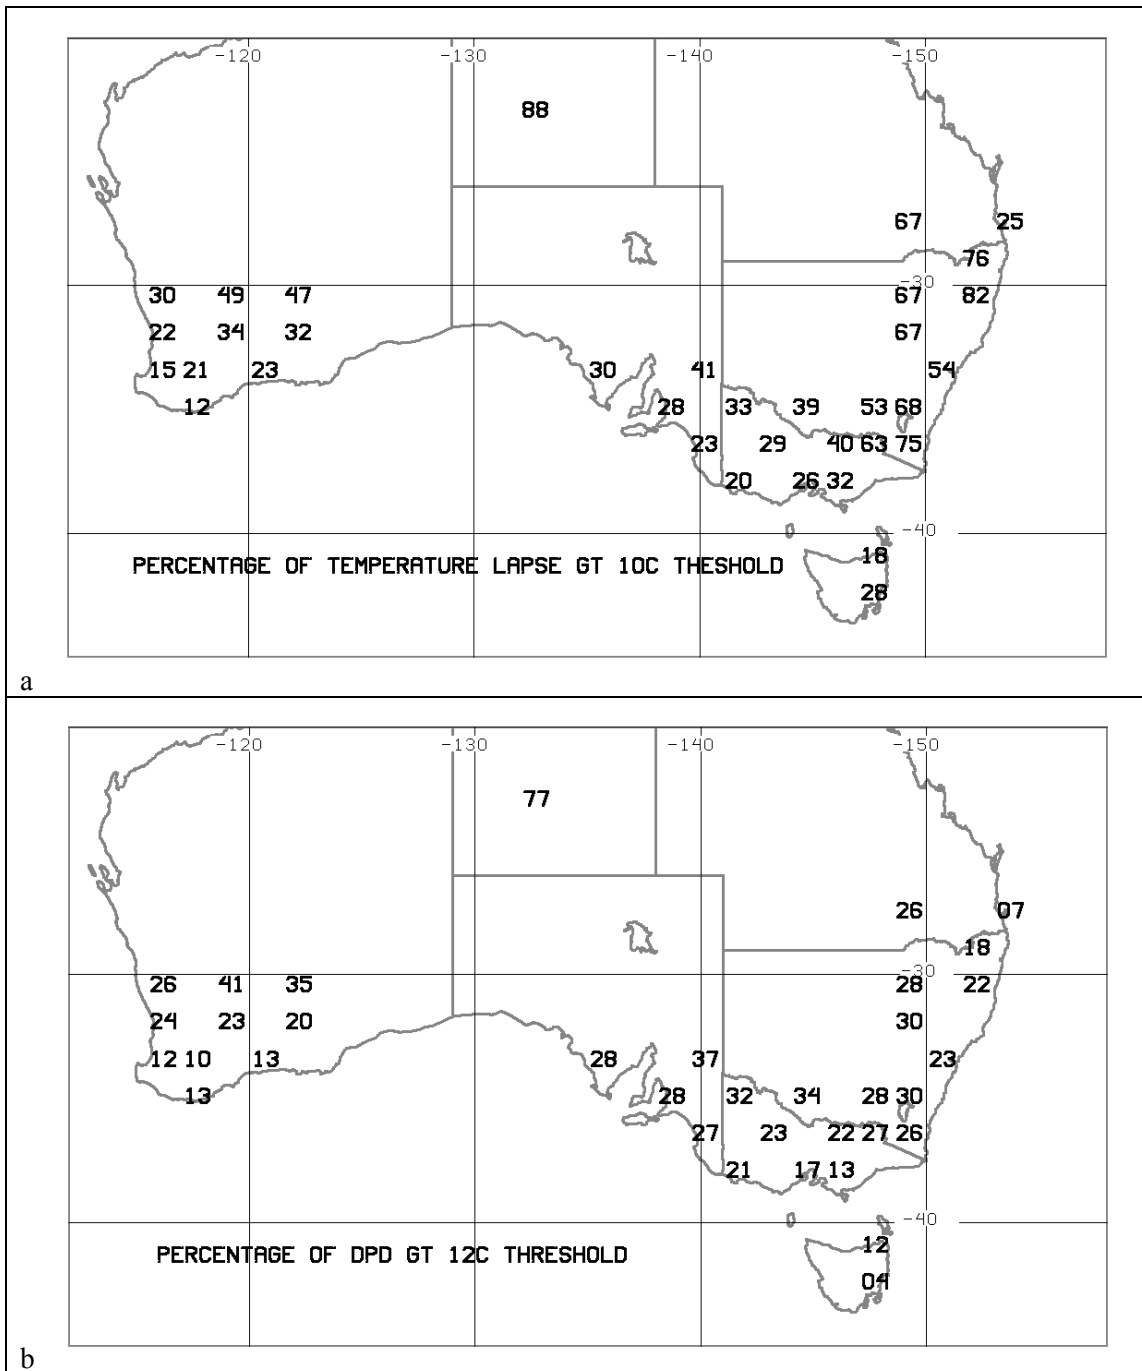 -120 -130 -140 -150
88
67 25
76
-30
30 49 47 67 82
22 34 32 67
15 21 23 30 41 54
12 28 33 39 53 68
23 29 40 63 75
20 26 32
-40
18
PERCENTAGE OF TEMPERATURE LAPSE GT 10C THESHOLD
28
a
-120 -130 -140 -150
77
26 07
18
-30
26 41 35 28 22
24 23 20 30
12 10 13 28 37 23
13 28 32 34 28 30
27 23 22 27 26
21 17 13
-40
12
PERCENTAGE OF DPD GT 12C THRESHOLD
04
b